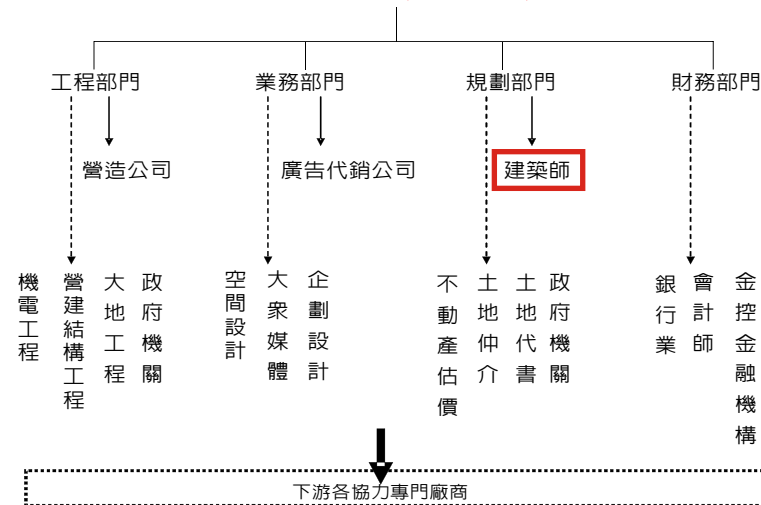 工程部門
業務部門
規劃部門
財務部門
營造公司
廣告代銷公司
建築師
機電工程
營建結構工程
大地工程
政府機關
空間設計
大眾媒體
企劃設計
不動產估價
土地仲介
土地代書
政府機關
銀行業
會計師
金控金融機構
下游各協力專門廠商